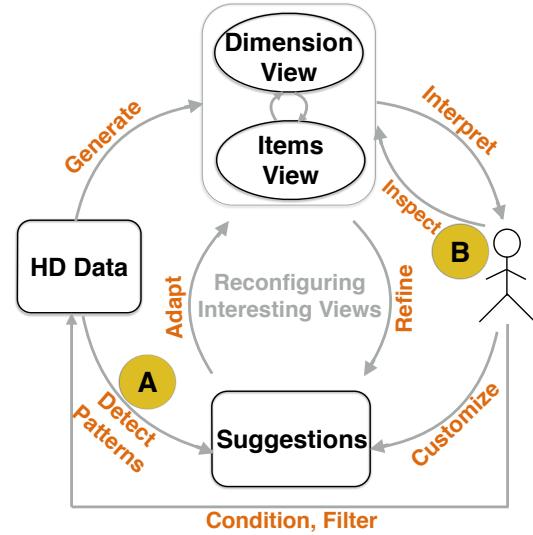 Dimension
View
Items
View
Generate
Interpret
Inspect
B
HD Data
Reconfiguring
Interesting Views
Adapt
Refine
A
Detect
Patterns
Suggestions
Customize
Condition, Filter